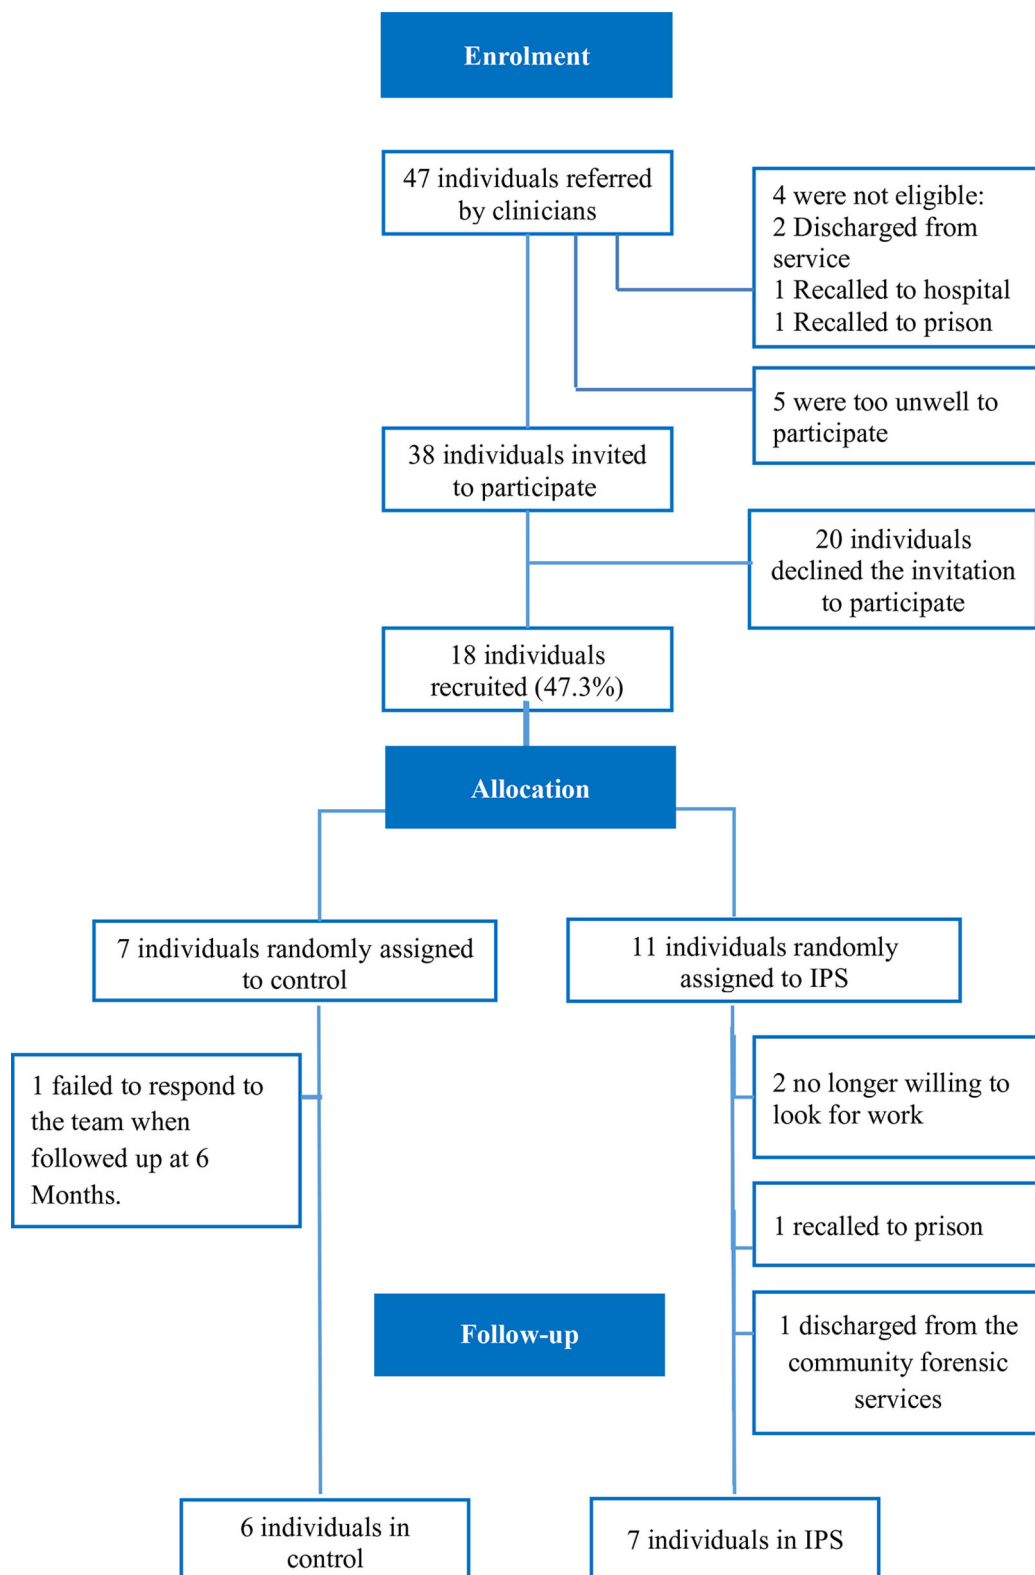 Enrolment
47 individuals referred
by clinicians
4 were not eligible:
2 Discharged from
service
1 Recalled to hospital
1 Recalled to prison
5 were too unwell to
participate
38 individuals invited
to participate
20 individuals
declined the invitation
to participate
18 individuals
recruited (47.3%)
Allocation
7 individuals randomly assigned
to control
11 individuals randomly
assigned to IPS
1 failed to respond to
the team when
followed up at 6
Months.
2 no longer willing to
look for work
1 recalled to prison
Follow-up
1 discharged from the
community forensic
services
6 individuals in
control
7 individuals in IPS